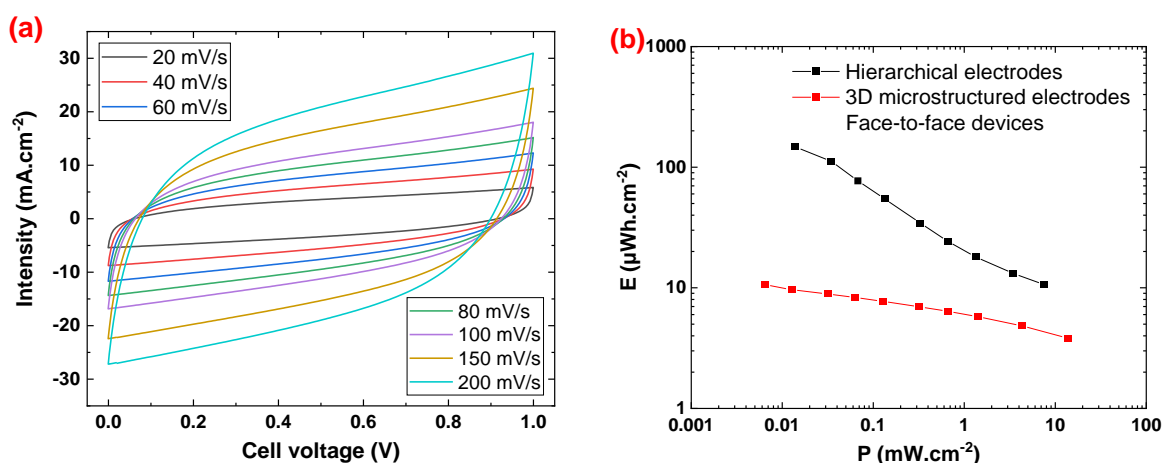 (a)
30
20
10
0
-10
-20
-30
Intensity (mA.cm-2)
20 mV/s
40 mV/s
60 mV/s
80 mV/s
100 mV/s
150 mV/s
200 mV/s
0.0 0.2 0.4 0.6 0.8 1.0
Cell voltage (V)
(b)
1000
100
10
1
E (µWh.cm-2)
Hierarchical electrodes
3D microstructured electrodes
Face-to-face devices
0.001 0.01 0.1 1 10 100
P (mW.cm-2)